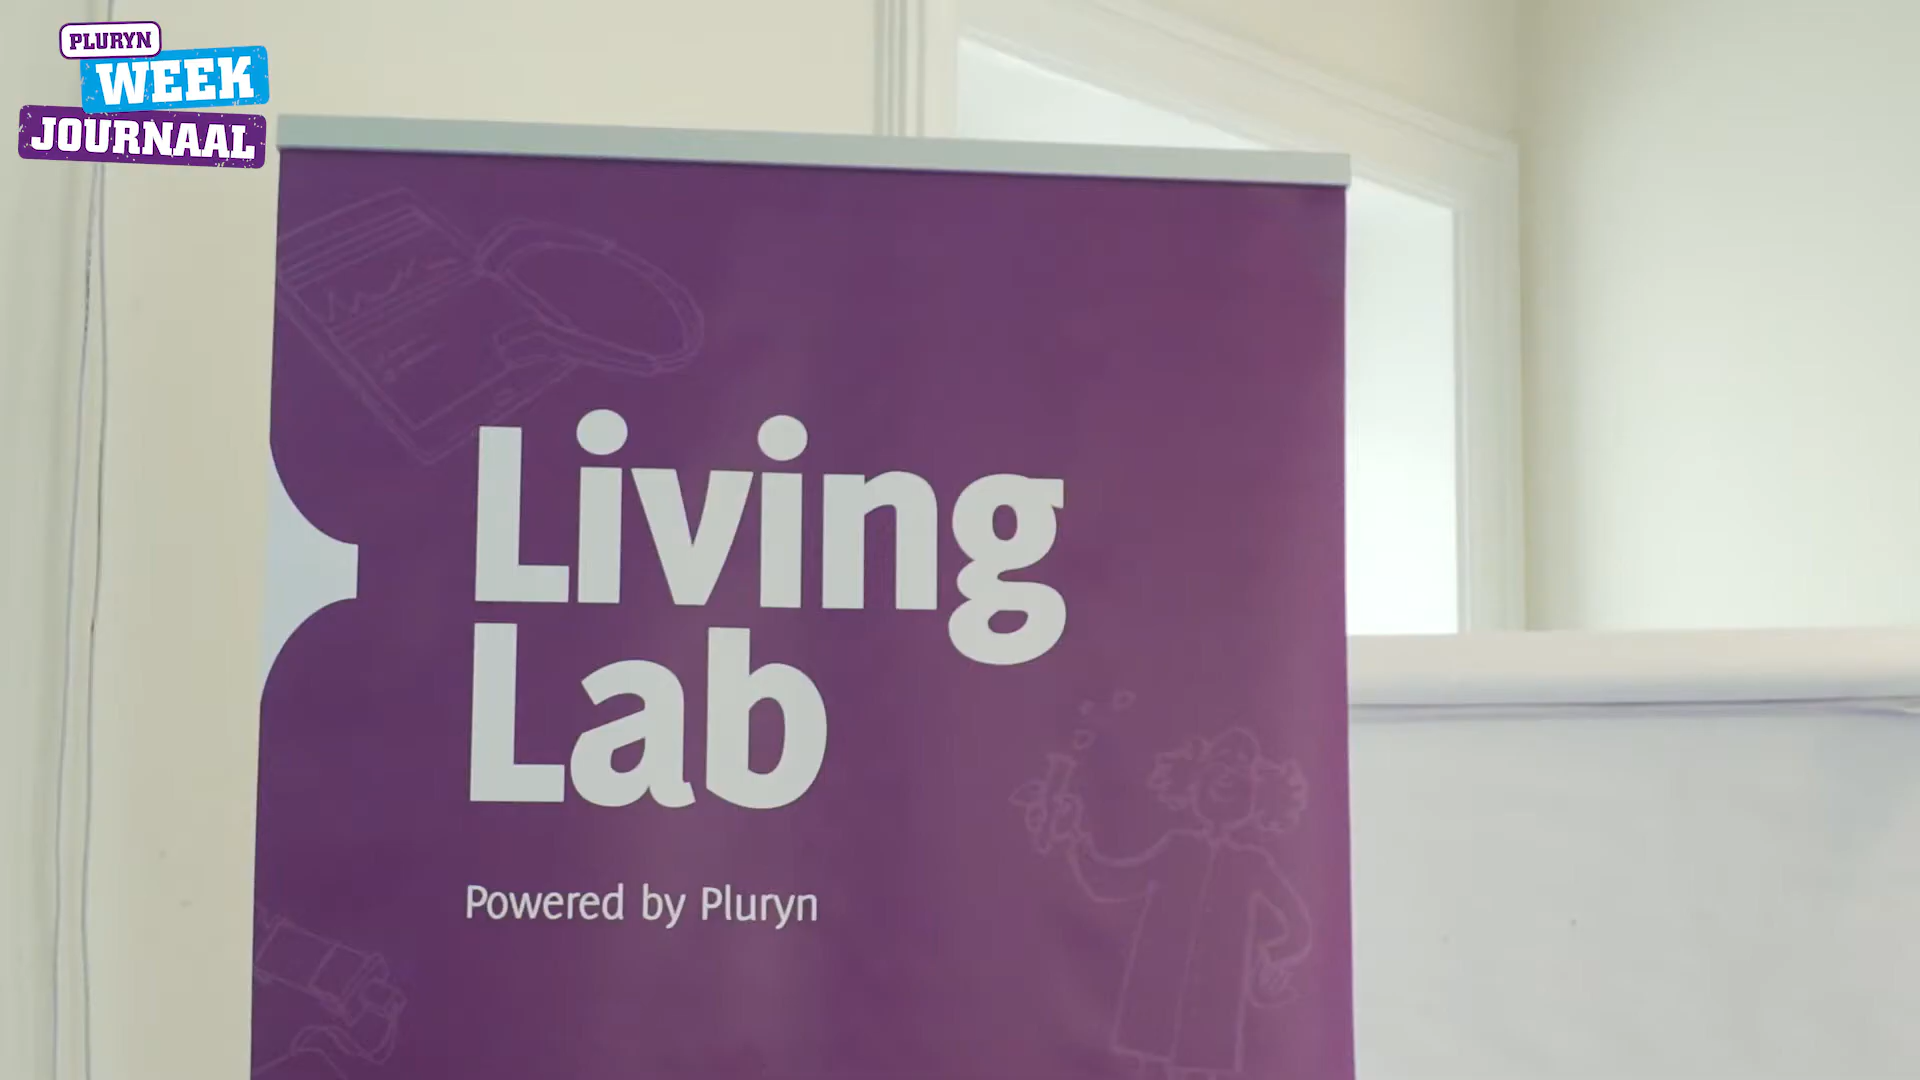 PLURYN
WEEK
JOURNAAL
Living
Lab
Powered by Pluryn